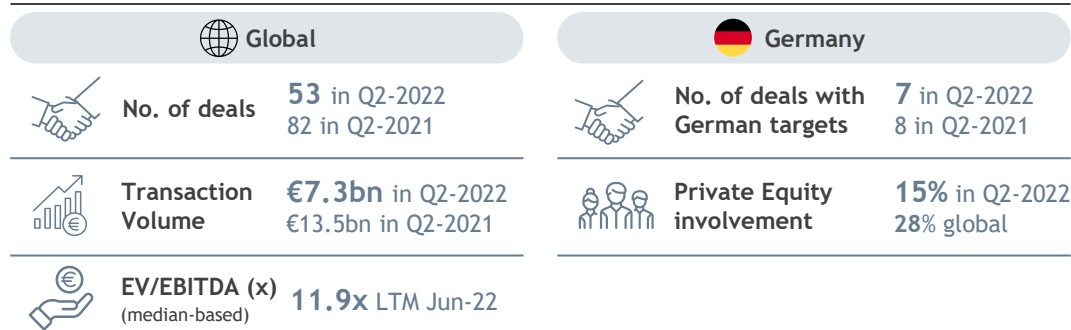 Global
No. of deals
53 in Q2-2022
82 in Q2-2021
Transaction
Volume
€7.3bn in Q2-2022
€13.5bn in Q2-2021
EV/EBITDA (x)
(median-based)
11.9x LTM Jun-22
Germany
No. of deals with
German targets
7 in Q2-2022
8 in Q2-2021
Private Equity
involvement
15% in Q2-2022
28% global